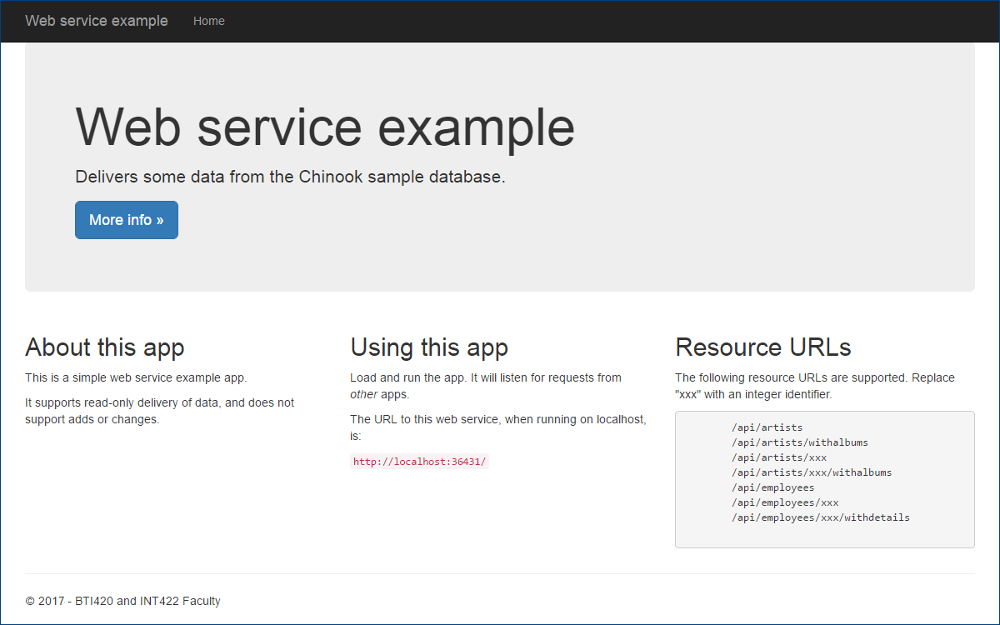 Web service example Home
Web service example
Delivers some data from the Chinook sample database.
More info »
About this app
This is a simple web service example app.
It supports read-only delivery of data, and does not
support adds or changes.
Using this app
Load and run the app. It will listen for requests from
other apps.
The URL to this web service, when running on localhost,
is:
http://localhost:36431/
Resource URLs
The following resource URLs are supported. Replace
"xxx" with an integer identifier.
/api/artists
/api/artists/withalbums
/api/artists/xxx
/api/artists/xxx/withalbums
/api/employees
/api/employees/xxx
/api/employees/xxx/withdetails
© 2017 - BTI420 and INT422 Faculty